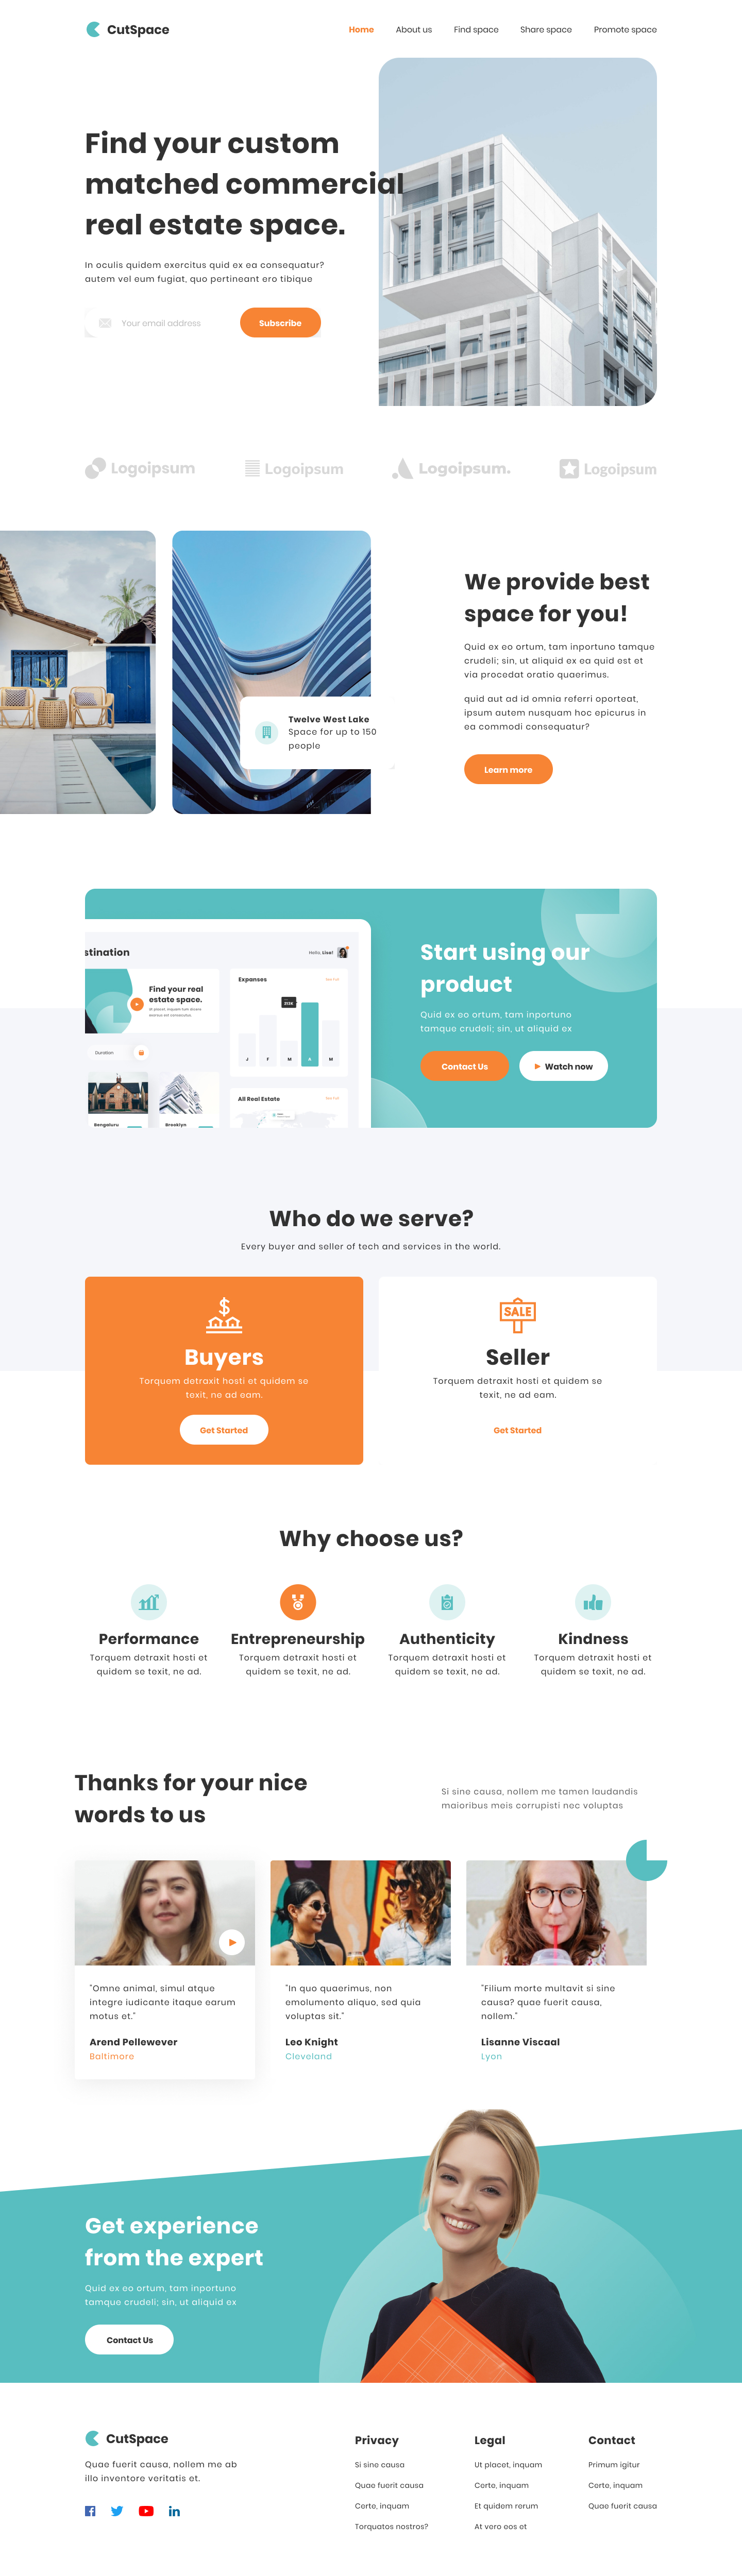 CutSpace
Home
About us
Find space
Share space
Promote space
Find your custom
matched commercial
real estate space.
In oculis quidem exercitus quid ex ea consequatur?
autem vel eum fugiat, quo pertineant ero tibique
Your email address
Subscribe
Logoipsum
Logoipsum
Logoipsum.
Logoipsum
We provide best
space for you!
Quid ex eo ortum, tam inportuno tamque
crudeli; sin, ut aliquid ex ea quid est et
via procedat oratio quaerimus.
quid aut ad id omnia referri oporteat,
ipsum autem nusquam hoc epicurus in
ea commodi consequatur?
Learn more
Twelve West Lake
Space for up to 150
people
stination
Hello, Lisa!
Find your real
estate space.
Duration
Bengaluru
Brooklyn
Expanses
J
F
M
A
M
All Real Estate
Start using our
product
Quid ex eo ortum, tam inportuno
tamque crudeli; sin, ut aliquid ex
Contact Us
Watch now
Who do we serve?
Every buyer and seller of tech and services in the world.
Buyers
Torquem detraxit hosti et quidem se
texit, ne ad eam.
Get Started
SALE
Seller
Torquem detraxit hosti et quidem se
texit, ne ad eam.
Get Started
Why choose us?
Performance
Torquem detraxit hosti et
quidem se texit, ne ad.
Entrepreneurship
Torquem detraxit hosti et
quidem se texit, ne ad.
Authenticity
Torquem detraxit hosti et
quidem se texit, ne ad.
Kindness
Torquem detraxit hosti et
quidem se texit, ne ad.
Thanks for your nice
words to us
Si sine causa, nollem me tamen laudandis
maioribus meis corrupisti nec voluptas
"Omne animal, simul atque
integre iudicante itaque earum
motus et."
Arend Pellewever
Baltimore
"In quo quaerimus, non
emolumento aliquo, sed quia
voluptas sit."
Leo Knight
Cleveland
"Filium morte multavit si sine
causa? quae fuerit causa,
nollem."
Lisanne Viscaal
Lyon
Get experience
from the expert
Quid ex eo ortum, tam inportuno
tamque crudeli; sin, ut aliquid ex
Contact Us
CutSpace
Quae fuerit causa, nollem me ab
illo inventore veritatis et.
Privacy
Si sine causa
Quae fuerit causa
Certe, inquam
Torquatos nostros?
Legal
Ut placet, inquam
Certe, inquam
Et quidem rerum
At vero eos et
Contact
Primum igitur
Certe, inquam
Quae fuerit causa